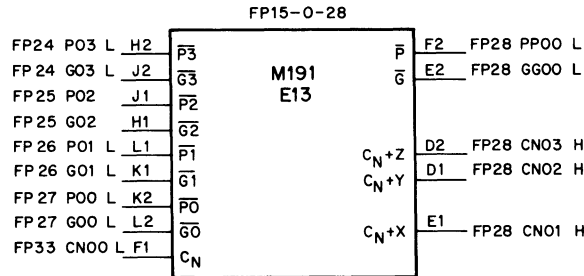 FP15-0-28
FP24 P03 L H2 P3
FP24 G03 L J2 G3
FP25 P02 J1 P2
FP25 G02 H1 G2
FP26 P01 L L1 P1
FP26 G01 L K1 G1
FP27 P00 L K2 P0
FP27 G00 L L2 G0
FP33 CN00 L F1 CN
M191
E13
P F2 FP28 PP00 L
G E2 FP28 GG00 L
CN+Z D2 FP28 CN03 H
CN+Y D1 FP28 CN02 H
CN+X E1 FP28 CN01 H